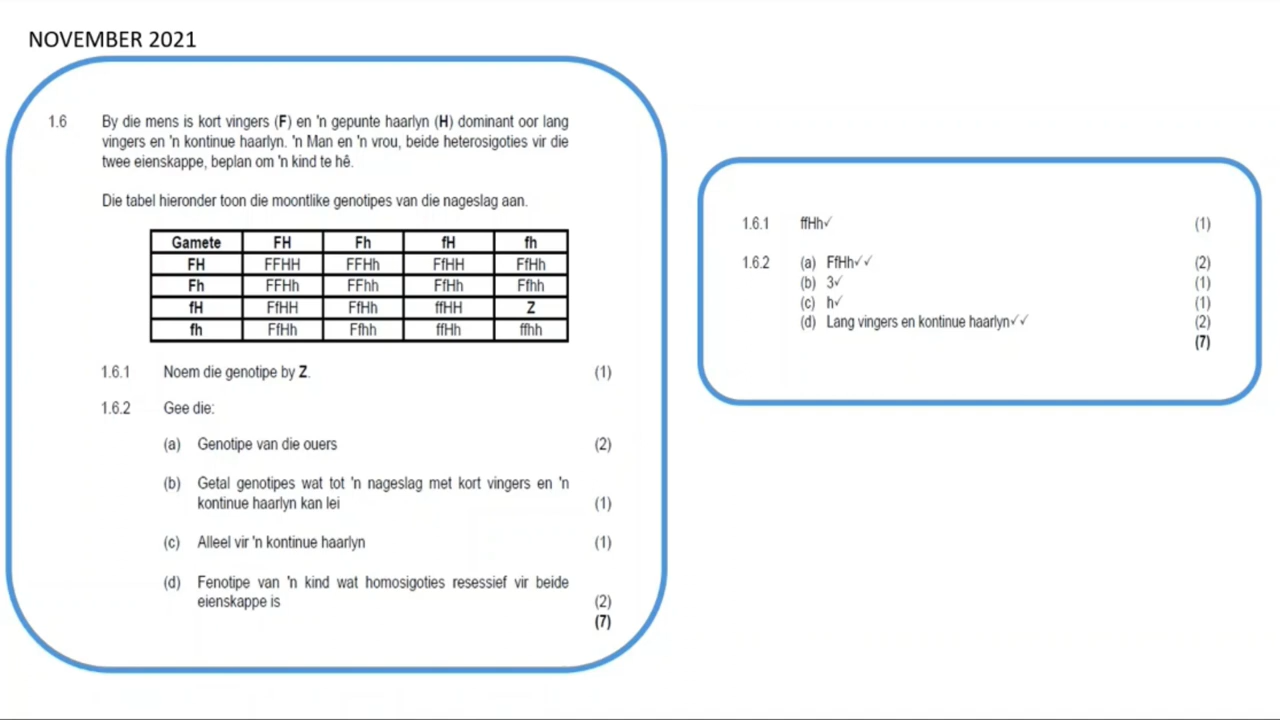 NOVEMBER 2021
1.6 By die mens is kort vingers (F) en 'n gepunte haarlyn (H) dominant oor lang
vingers en 'n kontinue haarlyn. 'n Man en 'n vrou, beide heterosigoties vir die
twee eienskappe, beplan om 'n kind te hê.
Die tabel hieronder toon die moontlike genotipes van die nageslag aan.
Gamete FH Fh fH fh
FH FFHH FFHh FfHH FfHh
Fh FFHh FFhh FfHh Ffhh
fH FfHH FfHh ffHH Z
fh FfHh Ffhh ffHh ffhh
1.6.1 Noem die genotipe by Z. (1)
1.6.2 Gee die:
(a) Genotipe van die ouers (2)
(b) Getal genotipes wat tot 'n nageslag met kort vingers en 'n
kontinue haarlyn kan lei (1)
(c) Alleel vir 'n kontinue haarlyn (1)
(d) Fenotipe van 'n kind wat homosigoties resessief vir beide
eienskappe is (2)
(7)
1.6.1 ffHh✓ (1)
1.6.2 (a) FfHh✓✓ (2)
(b) 3✓ (1)
(c) h✓ (1)
(d) Lang vingers en kontinue haarlyn✓✓ (2)
(7)